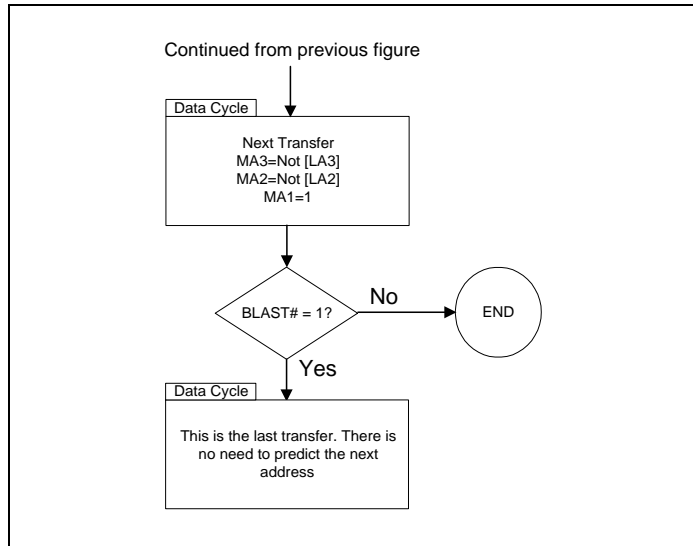 Continued from previous figure
Data Cycle
Next Transfer
MA3=Not [LA3]
MA2=Not [LA2]
MA1=1
BLAST# = 1?
No
END
Yes
Data Cycle
This is the last transfer. There is
no need to predict the next
address